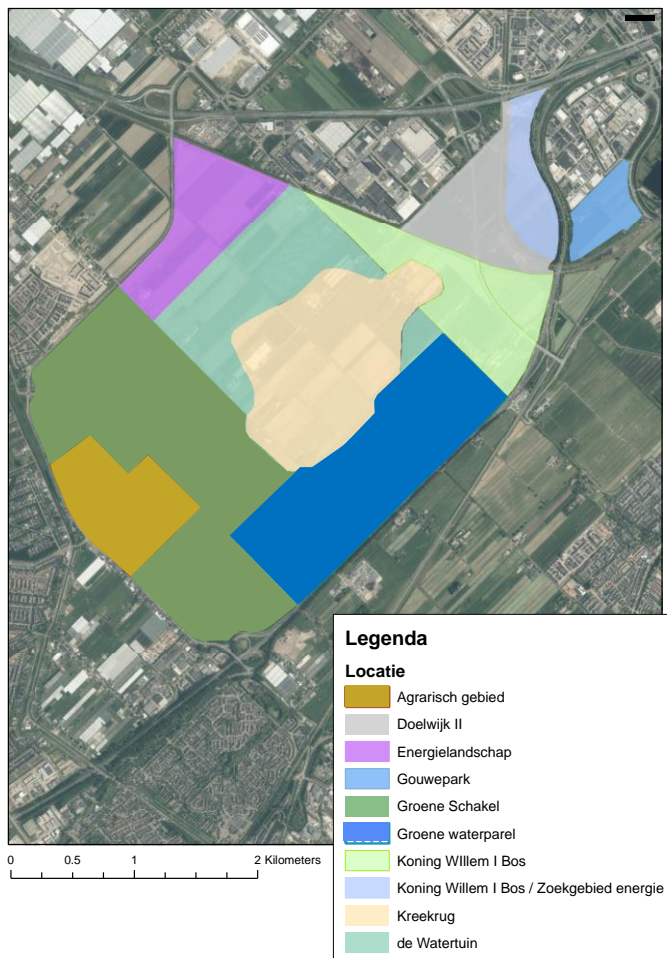 0 0.5 1 2 Kilometers
Legenda
Locatie
Agrarisch gebied
Doelwijk II
Energielandschap
Gouwepark
Groene Schakel
Groene waterparel
Koning WIllem I Bos
Koning Willem I Bos / Zoekgebied energie
Kreekrug
de Watertuin